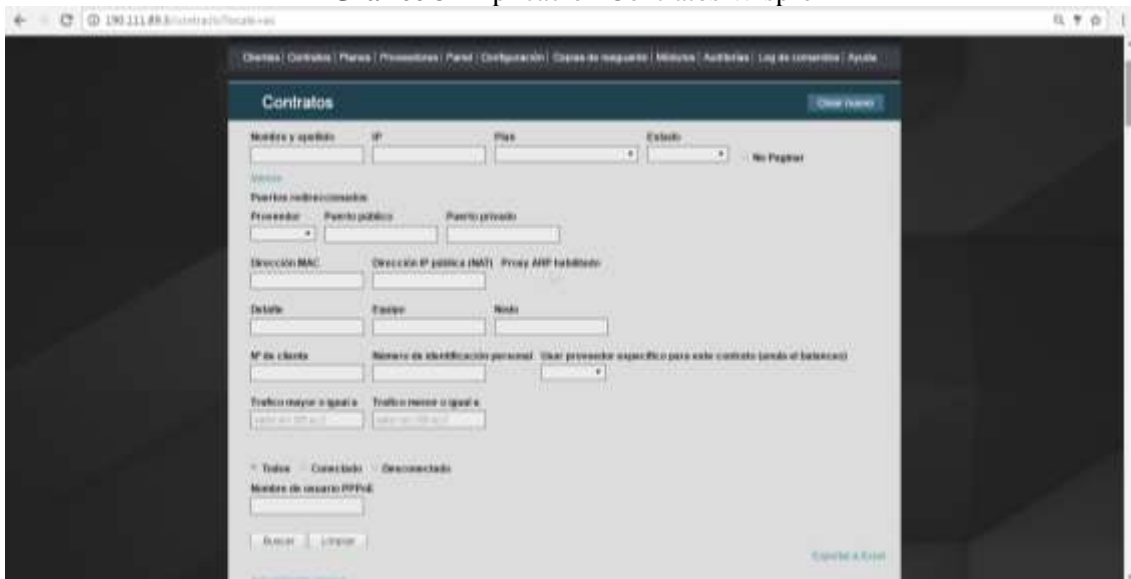 190.111.89.
Clientes | Contratos | Planes | Proveedores | Panel | Configuración | Copias de resguardo | Módulos | Auditorías | Log de comandos | Ayuda
Contratos
Crear nuevo
Nombre y apellido IP Plan Estado
No Paginar
Menos
Puertos redireccionados
Proveedor Puerto público Puerto privado
Dirección MAC Dirección IP pública (NAT) Proxy ARP habilitado
Detalle Equipo Nodo
Nº de cliente Número de identificación personal Usar proveedor específico para este contrato (anula el balanceo)
Trafico mayor o igual a Trafico menor o igual a
Todos Conectado Desconectado
Nombre de usuario PPPoE
Buscar Limpiar
Exportar a Excel